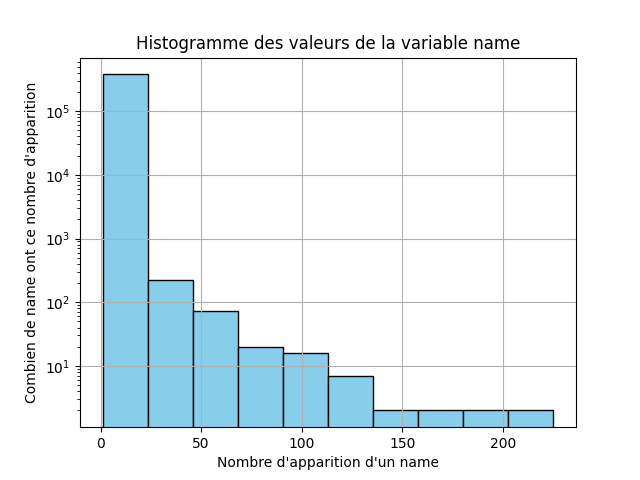 Histogramme des valeurs de la variable name
Combien de name ont ce nombre d'apparition
10^5
10^4
10^3
10^2
10^1
0 50 100 150 200
Nombre d'apparition d'un name